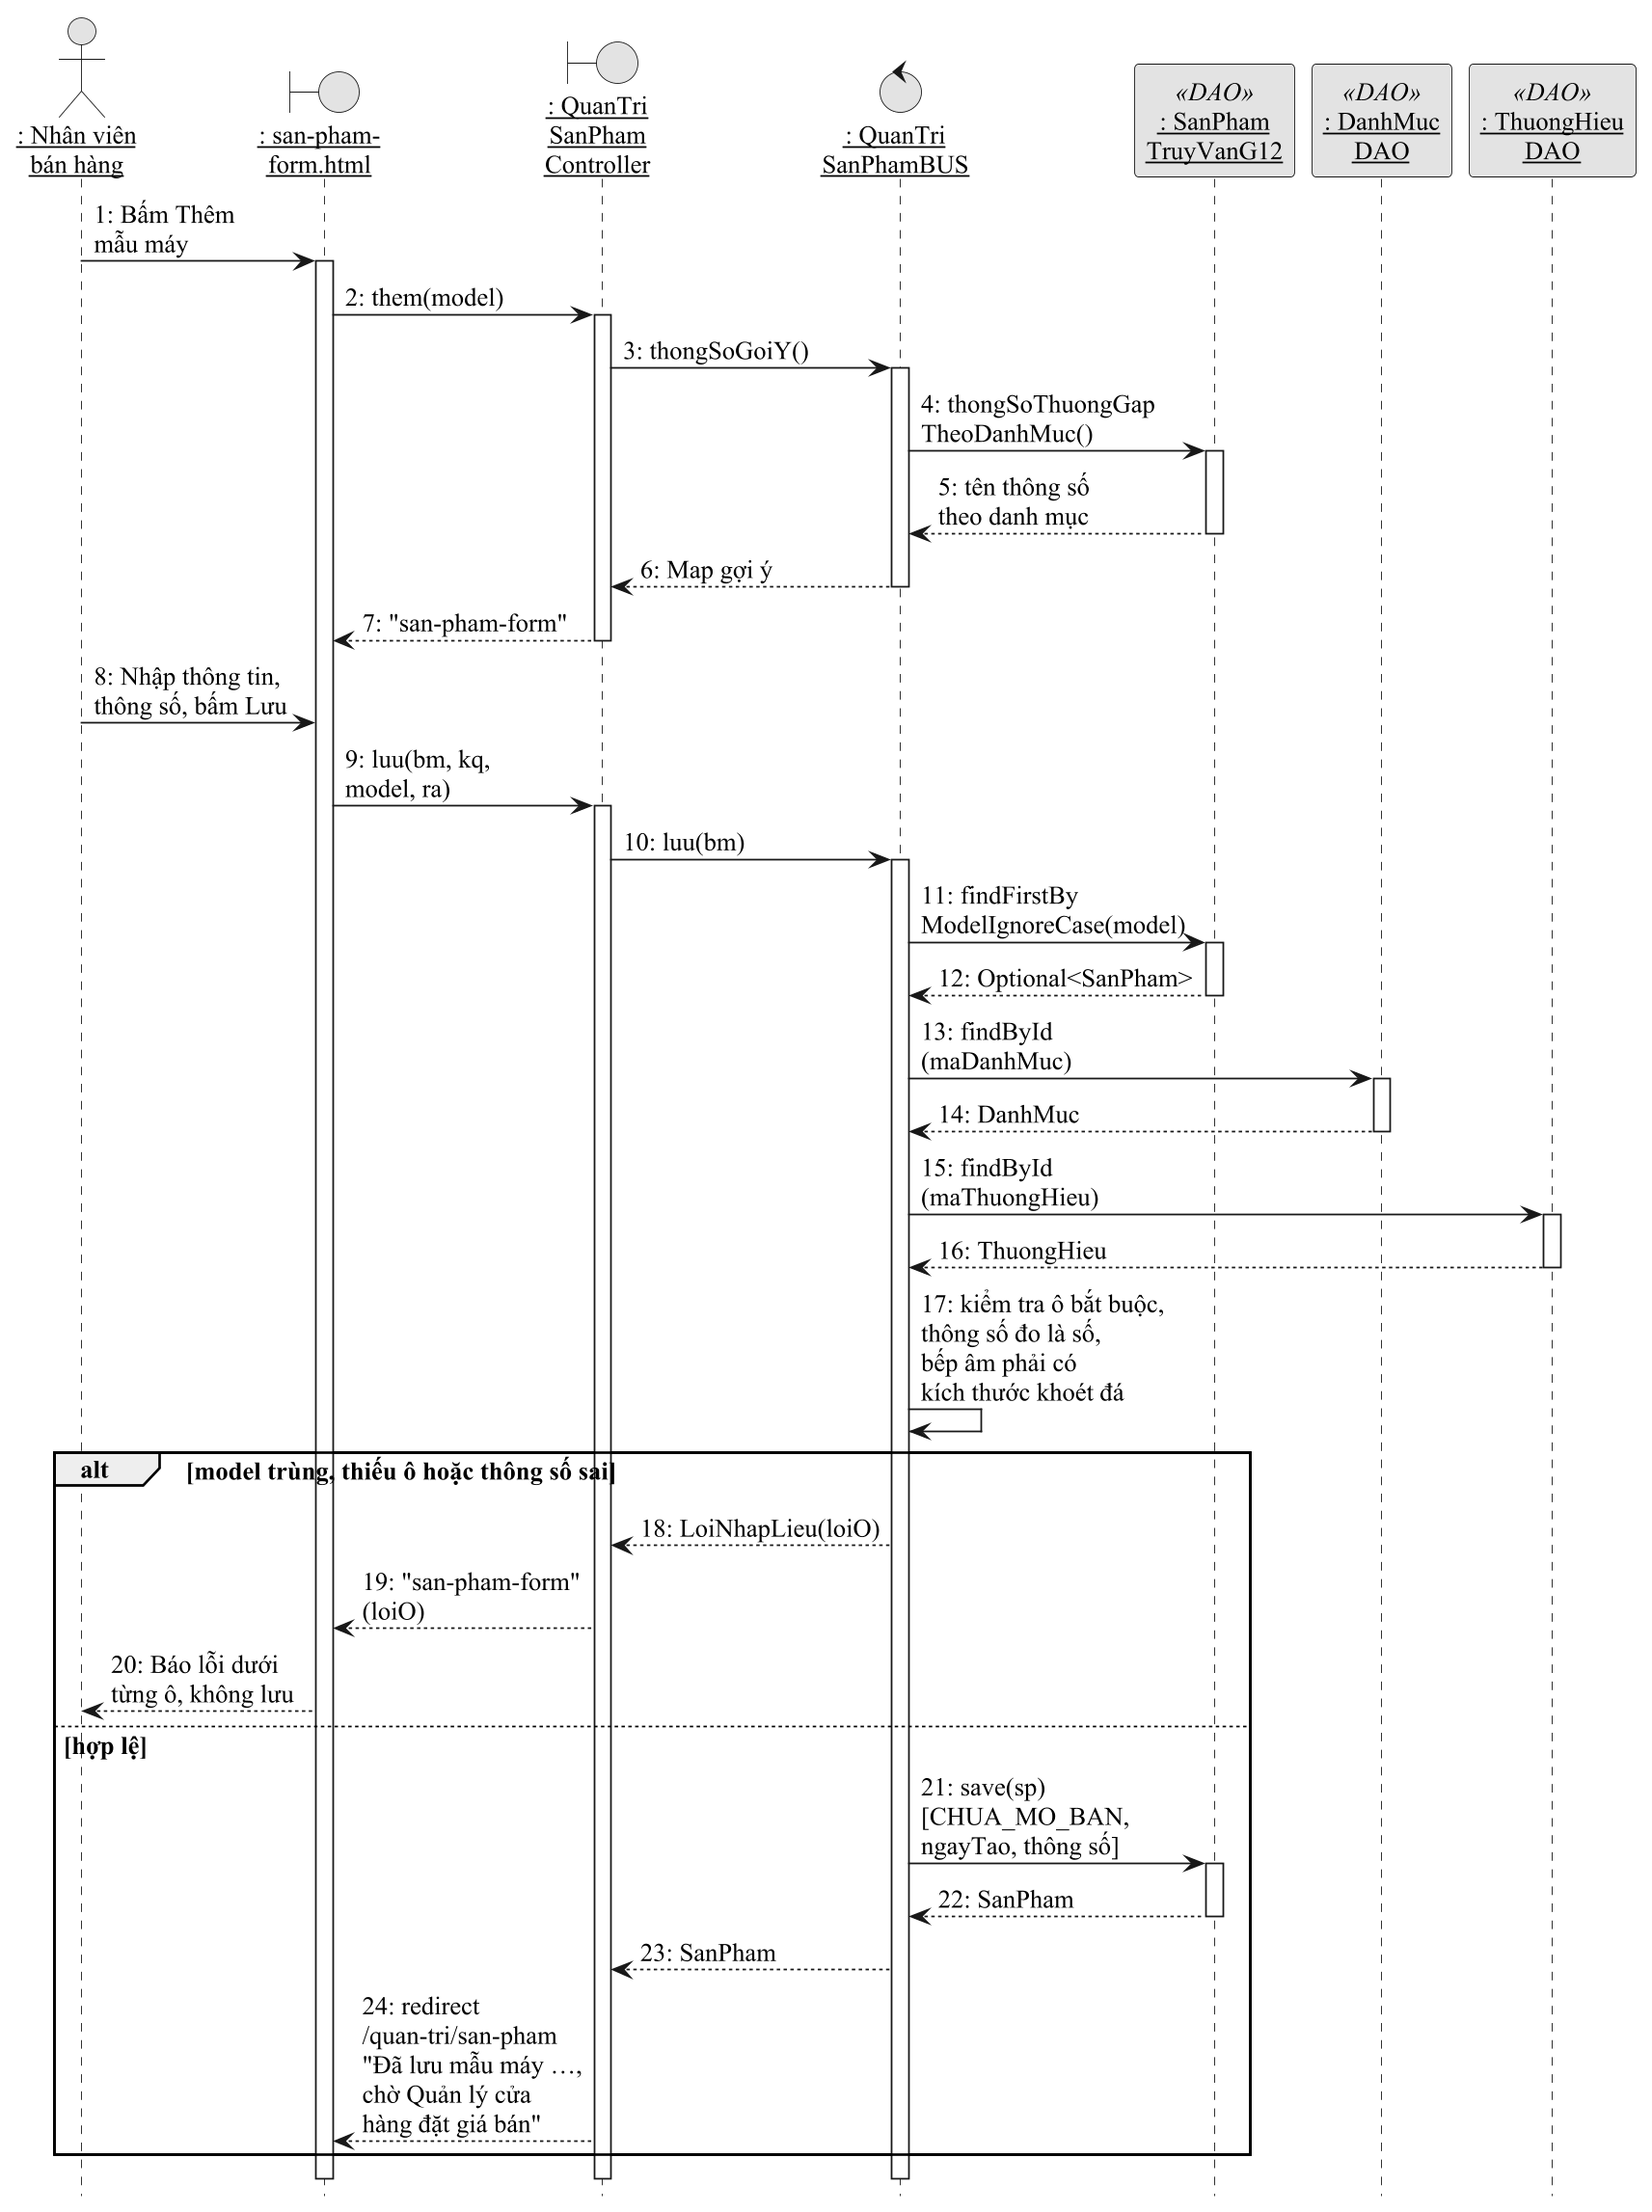 : Nhân viên
bán hàng
: san-pham-
form.html
: QuanTri
SanPham
Controller
: QuanTri
SanPhamBUS
«DAO»
: SanPham
TruyVanG12
«DAO»
: DanhMuc
DAO
«DAO»
: ThuongHieu
DAO
1: Bấm Thêm
mẫu máy
2: them(model)
3: thongSoGoiY()
4: thongSoThuongGap
TheoDanhMuc()
5: tên thông số
theo danh mục
6: Map gợi ý
7: "san-pham-form"
8: Nhập thông tin,
thông số, bấm Lưu
9: luu(bm, kq,
model, ra)
10: luu(bm)
11: findFirstBy
ModelIgnoreCase(model)
12: Optional<SanPham>
13: findById
(maDanhMuc)
14: DanhMuc
15: findById
(maThuongHieu)
16: ThuongHieu
17: kiểm tra ô bắt buộc,
thông số đo là số,
bếp âm phải có
kích thước khoét đá
alt [model trùng, thiếu ô hoặc thông số sai]
18: LoiNhapLieu(loiO)
19: "san-pham-form"
(loiO)
20: Báo lỗi dưới
từng ô, không lưu
[hợp lệ]
21: save(sp)
[CHUA_MO_BAN,
ngayTao, thông số]
22: SanPham
23: SanPham
24: redirect
/quan-tri/san-pham
"Đã lưu mẫu máy …,
chờ Quản lý cửa
hàng đặt giá bán"